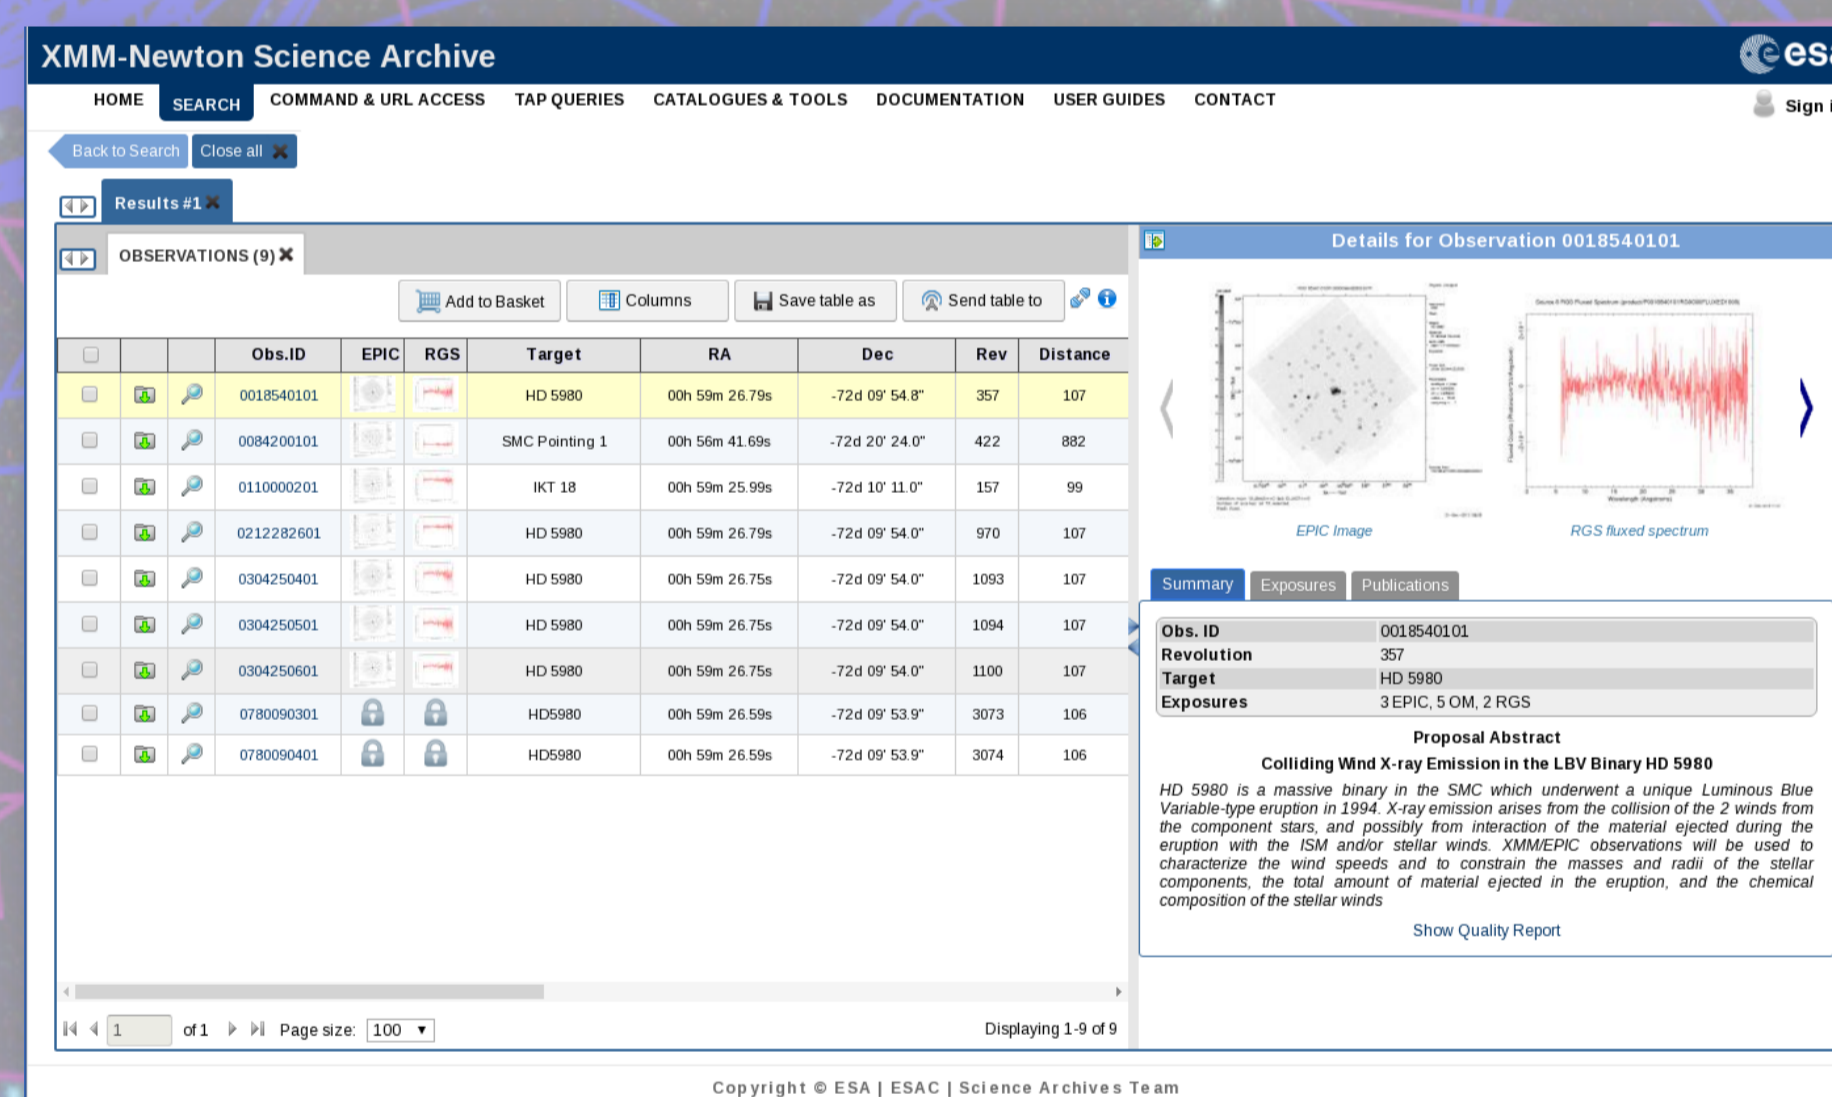 XMM-Newton Science Archive
esa
HOME SEARCH COMMAND & URL ACCESS TAP QUERIES CATALOGUES & TOOLS DOCUMENTATION USER GUIDES CONTACT
Sign i
Back to Search Close all
Results #1
OBSERVATIONS (9)
Add to Basket Columns Save table as Send table to
Obs.ID EPIC RGS Target RA Dec Rev Distance
0018540101 HD 5980 00h 59m 26.79s -72d 09' 54.8" 357 107
0084200101 SMC Pointing 1 00h 56m 41.69s -72d 20' 24.0" 422 882
0110000201 IKT 18 00h 59m 25.99s -72d 10' 11.0" 157 99
0212282601 HD 5980 00h 59m 26.79s -72d 09' 54.0" 970 107
0304250401 HD 5980 00h 59m 26.75s -72d 09' 54.0" 1093 107
0304250501 HD 5980 00h 59m 26.75s -72d 09' 54.0" 1094 107
0304250601 HD 5980 00h 59m 26.75s -72d 09' 54.0" 1100 107
0780090301 HD5980 00h 59m 26.59s -72d 09' 53.9" 3073 106
0780090401 HD5980 00h 59m 26.59s -72d 09' 53.9" 3074 106
1 of 1 Page size: 100 Displaying 1-9 of 9
Details for Observation 0018540101
EPIC Image RGS fluxed spectrum
Summary Exposures Publications
Obs. ID 0018540101
Revolution 357
Target HD 5980
Exposures 3 EPIC, 5 OM, 2 RGS
Proposal Abstract
Colliding Wind X-ray Emission in the LBV Binary HD 5980
HD 5980 is a massive binary in the SMC which underwent a unique Luminous Blue
Variable-type eruption in 1994. X-ray emission arises from the collision of the 2 winds from
the component stars, and possibly from interaction of the material ejected during the
eruption with the ISM and/or stellar winds. XMM/EPIC observations will be used to
characterize the wind speeds and to constrain the masses and radii of the stellar
components, the total amount of material ejected in the eruption, and the chemical
composition of the stellar winds
Show Quality Report
Copyright © ESA | ESAC | Science Archives Team